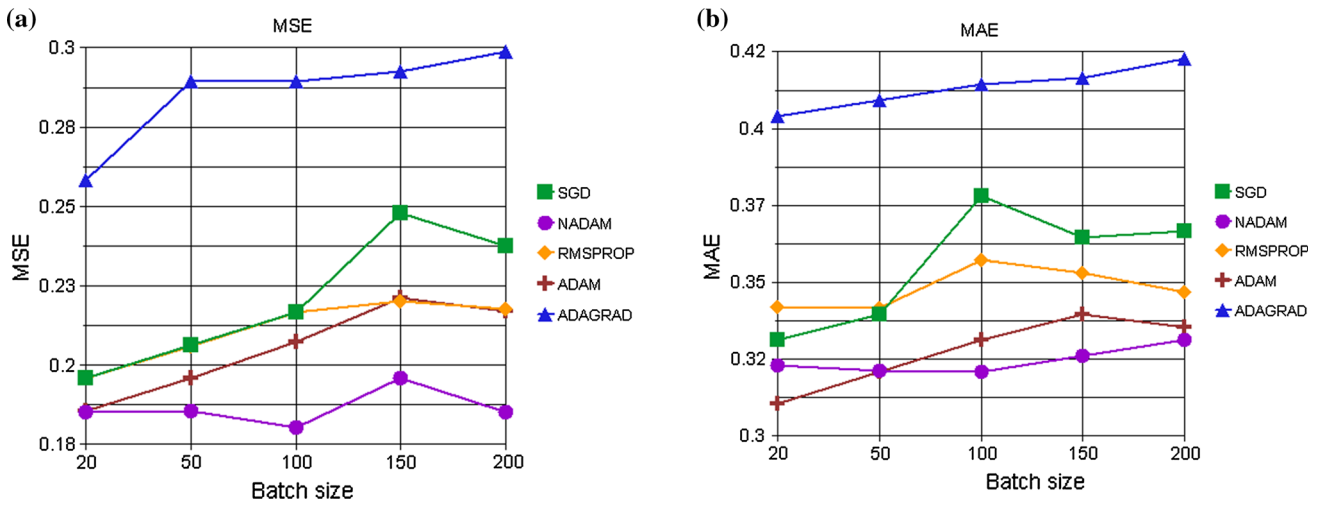 (a)
MSE
0.3
0.28
0.25
0.23
0.2
0.18
MSE
20 50 100 150 200
Batch size
SGD
NADAM
RMSPROP
ADAM
ADAGRAD
(b)
MAE
0.42
0.4
0.37
0.35
0.32
0.3
MAE
20 50 100 150 200
Batch size
SGD
NADAM
RMSPROP
ADAM
ADAGRAD